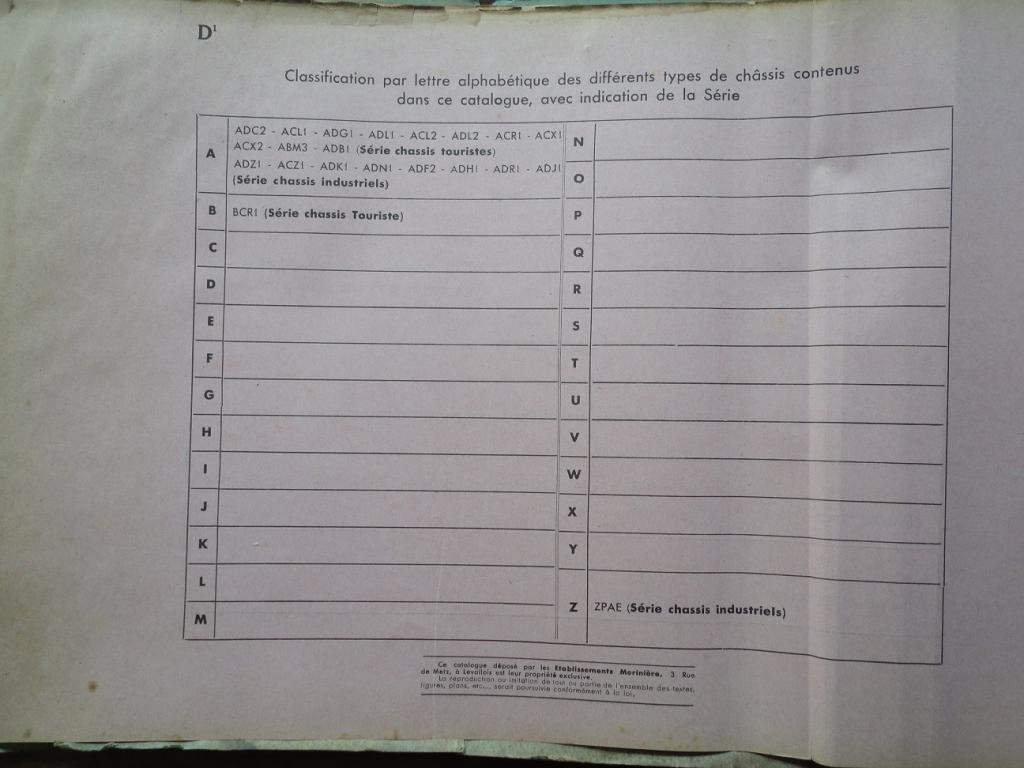 D¹
Classification par lettre alphabétique des différents types de châssis contenus
dans ce catalogue, avec indication de la Série
A
ADC2 - ACL1 - ADG1 - ADL1 - ACL2 - ADL2 - ACR1 - ACX1
ACX2 - ABM3 - ADB1 (Série chassis touristes)
ADZ1 - ACZ1 - ADK1 - ADN1 - ADF2 - ADH1 - ADR1 - ADJ1
(Série chassis industriels)
B BCR1 (Série chassis Touriste)
C
D
E
F
G
H
I
J
K
L
M
N
O
P
Q
R
S
T
U
V
W
X
Y
Z ZPAE (Série chassis industriels)
Ce catalogue déposé par les Etablissements Morinière, 3 Rue
de Metz, à Levallois est leur propriété exclusive.
La reproduction ou imitation de tout ou partie de l'ensemble des textes,
figures, plans, etc... serait poursuivie conformément à la loi.